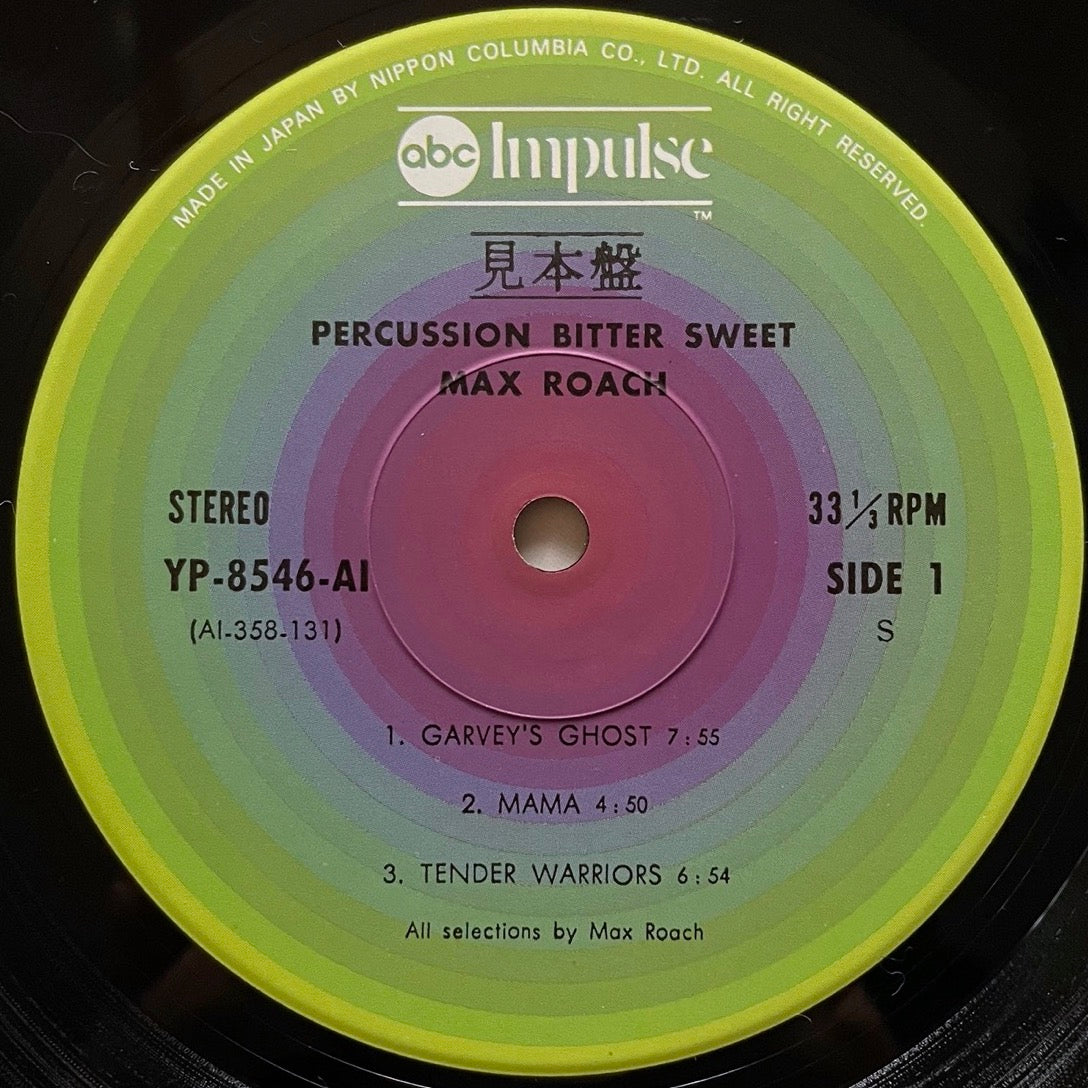 MADE IN JAPAN BY NIPPON COLUMBIA CO., LTD. ALL RIGHT RESERVED.
abc Impulse
TM
見本盤
PERCUSSION BITTER SWEET
MAX ROACH
STEREO
33 1/3 RPM
YP-8546-AI
SIDE 1
(AI-358-131)
S
1. GARVEY'S GHOST 7:55
2. MAMA 4:50
3. TENDER WARRIORS 6:54
All selections by Max Roach